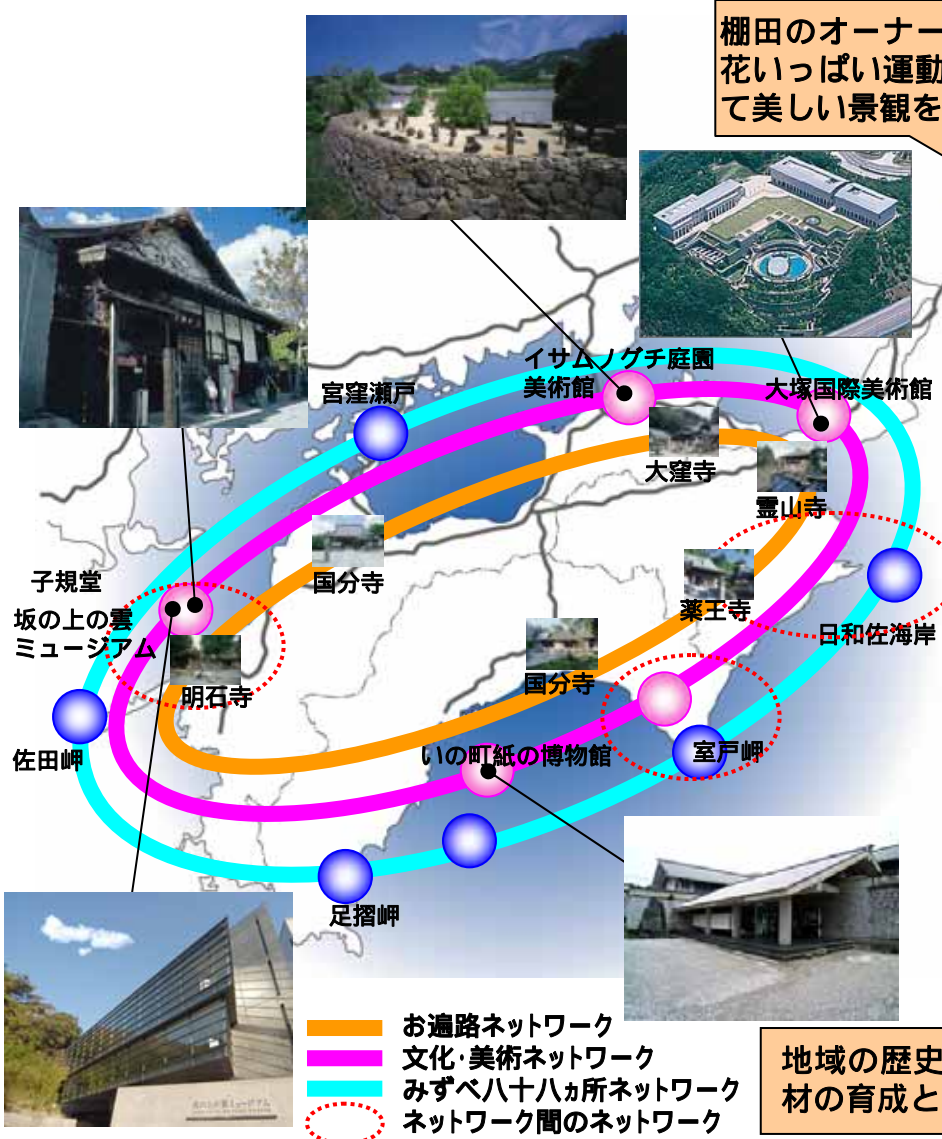 棚田のオーナー
花いっぱい運動
て美しい景観を
イサムノグチ庭園
美術館
大塚国際美術館
宮窪瀬戸
大窪寺
霊山寺
国分寺
子規堂
坂の上の雲
ミュージアム
薬王寺
日和佐海岸
明石寺
国分寺
佐田岬
いの町紙の博物館
室戸岬
足摺岬
お遍路ネットワーク
文化・美術ネットワーク
みずべ八十八ヵ所ネットワーク
ネットワーク間のネットワーク
地域の歴史
材の育成と